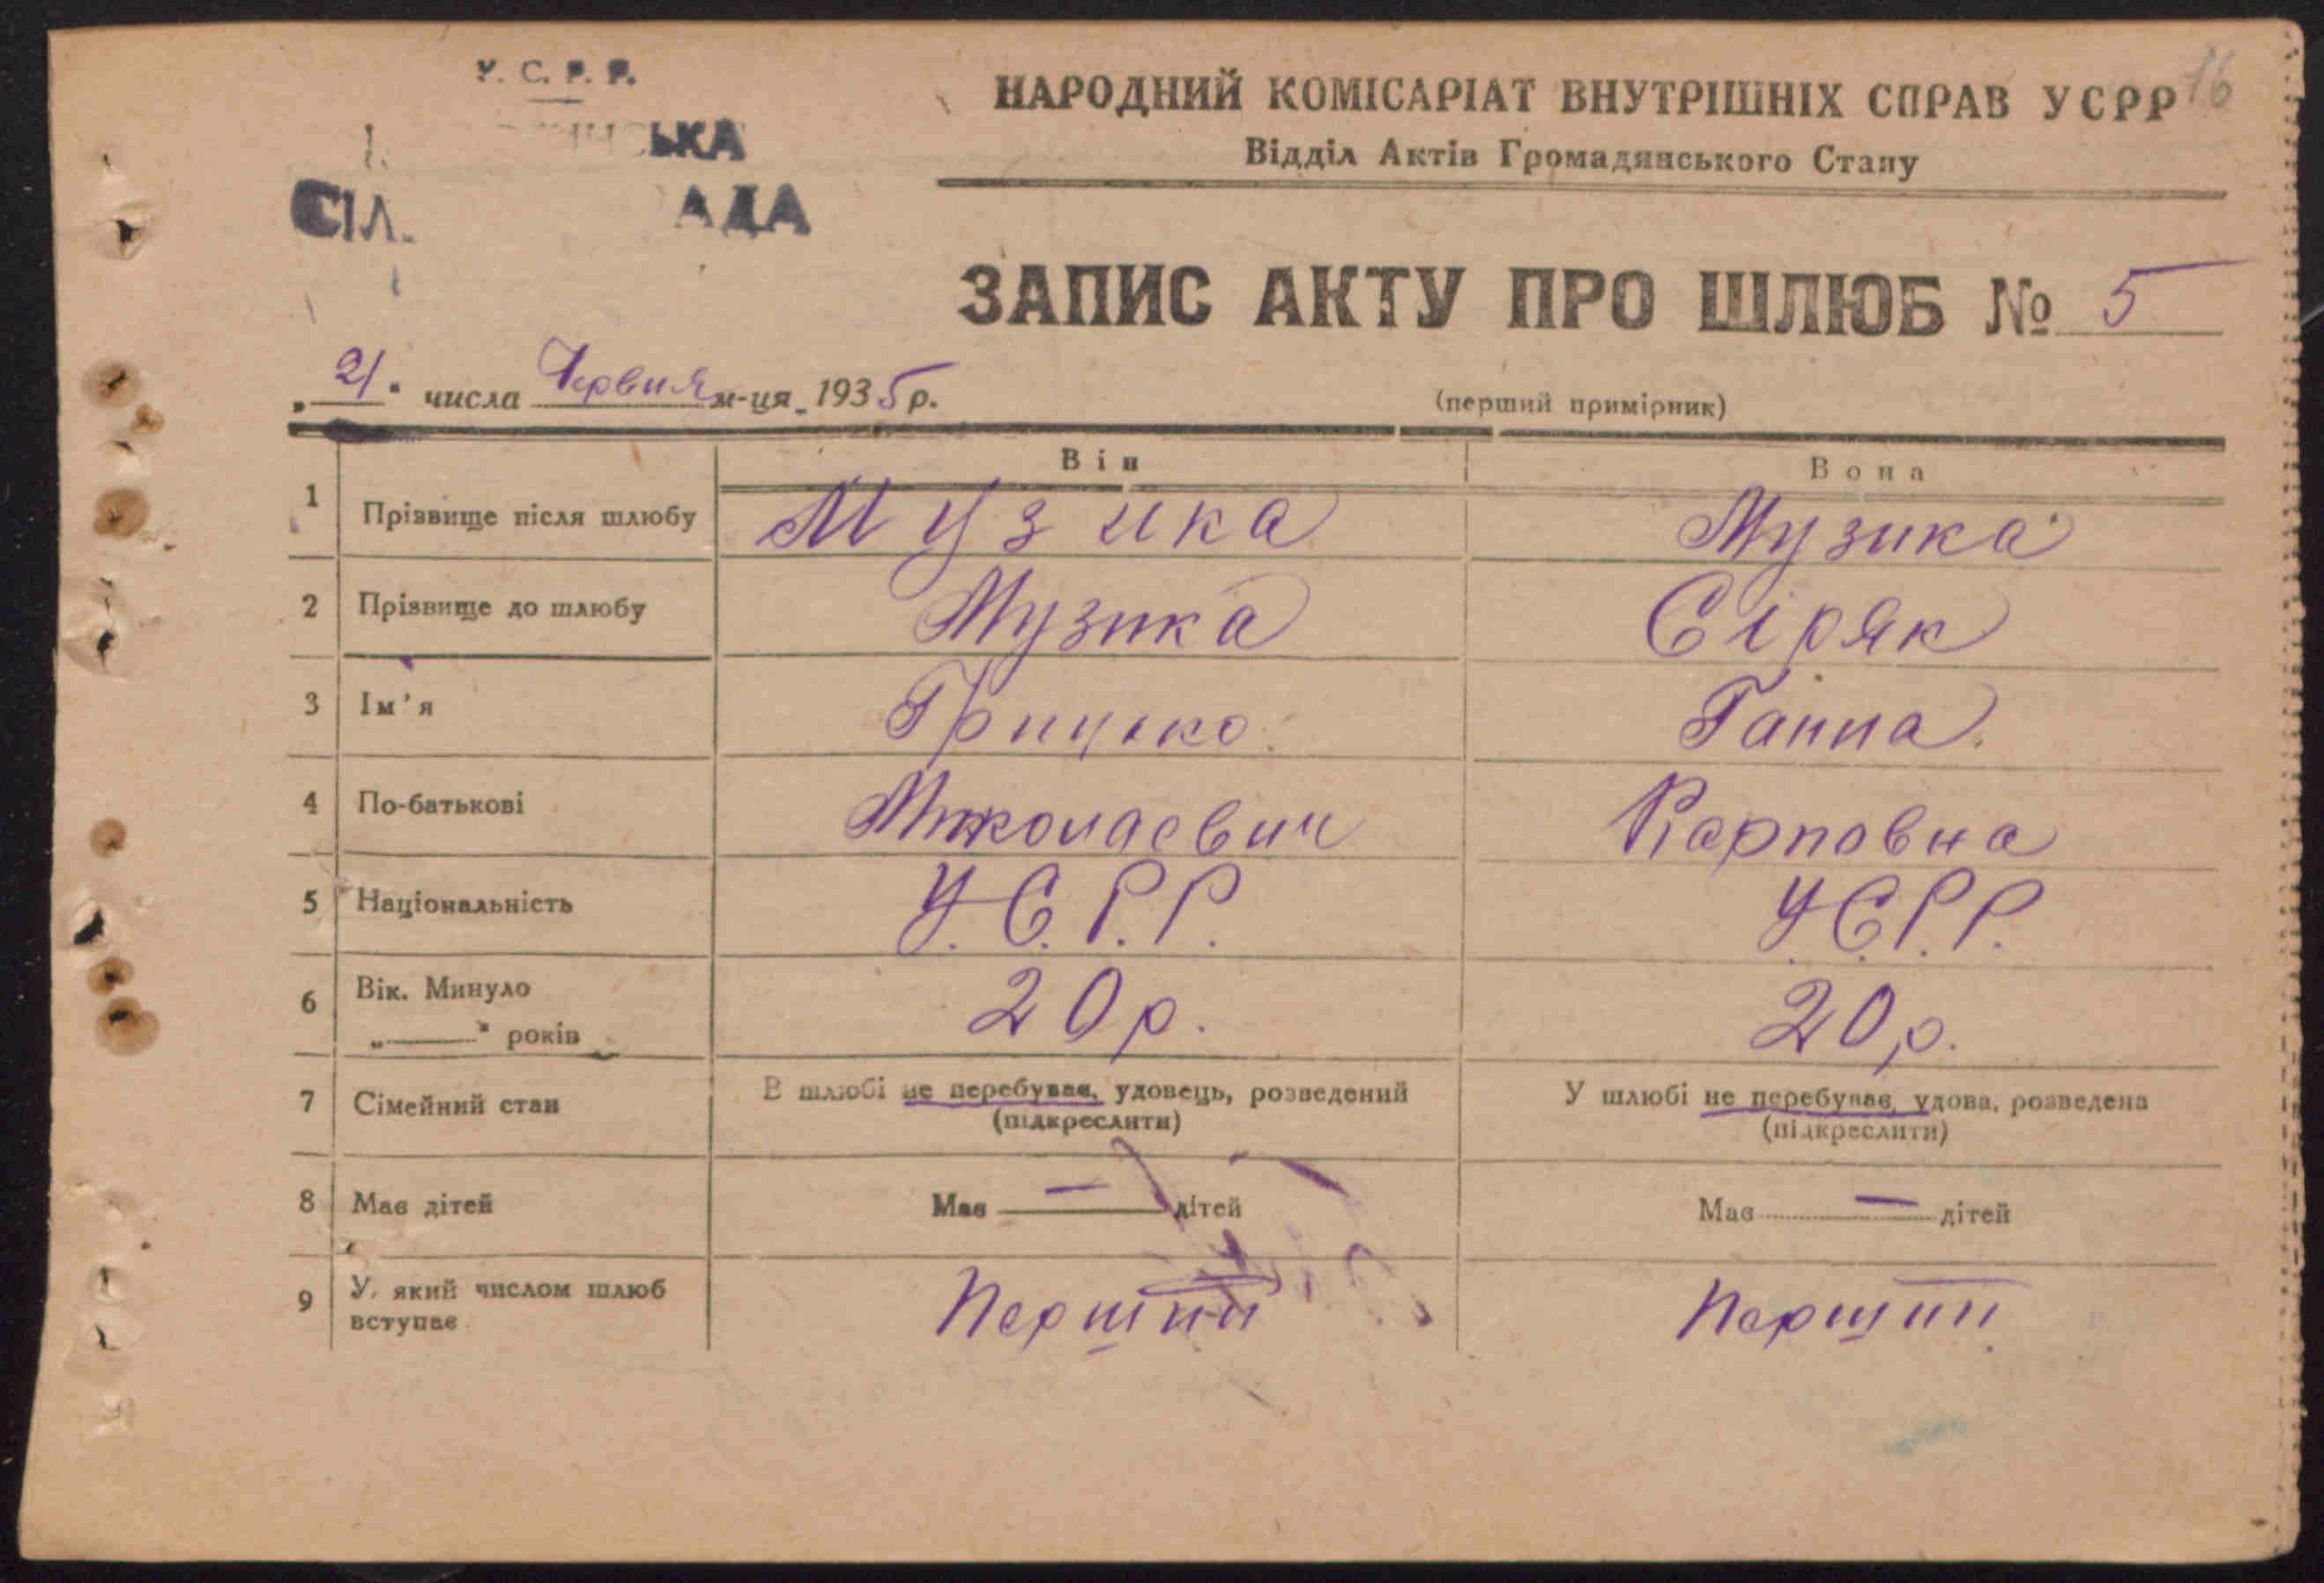 У. С. Р. Р.
ЬКА
СІЛ. АДА
НАРОДНИЙ КОМІСАРІАТ ВНУТРІШНІХ СПРАВ УСРР 16
Відділ Актів Громадянського Стану
ЗАПИС АКТУ ПРО ШЛЮБ № 5
„21" числа Червня м-ця 1935 р.
(перший примірник)
Він Вона
1 Прізвище після шлюбу Музика Музика
2 Прізвище до шлюбу Музика Сіряк
3 Ім'я Грицько Ганна
4 По-батькові Миколаєвич Карповна
5 Національність У.С.Р.Р. У.С.Р.Р.
6 Вік. Минуло 20 р. 20 р.
„——" років
7 Сімейний стан В шлюбі не перебував, удовець, розведений У шлюбі не перебував, удова, розведена
(підкреслити) (підкреслити)
8 Має дітей Має — дітей Має — дітей
9 У який числом шлюб Перший Перший
вступає